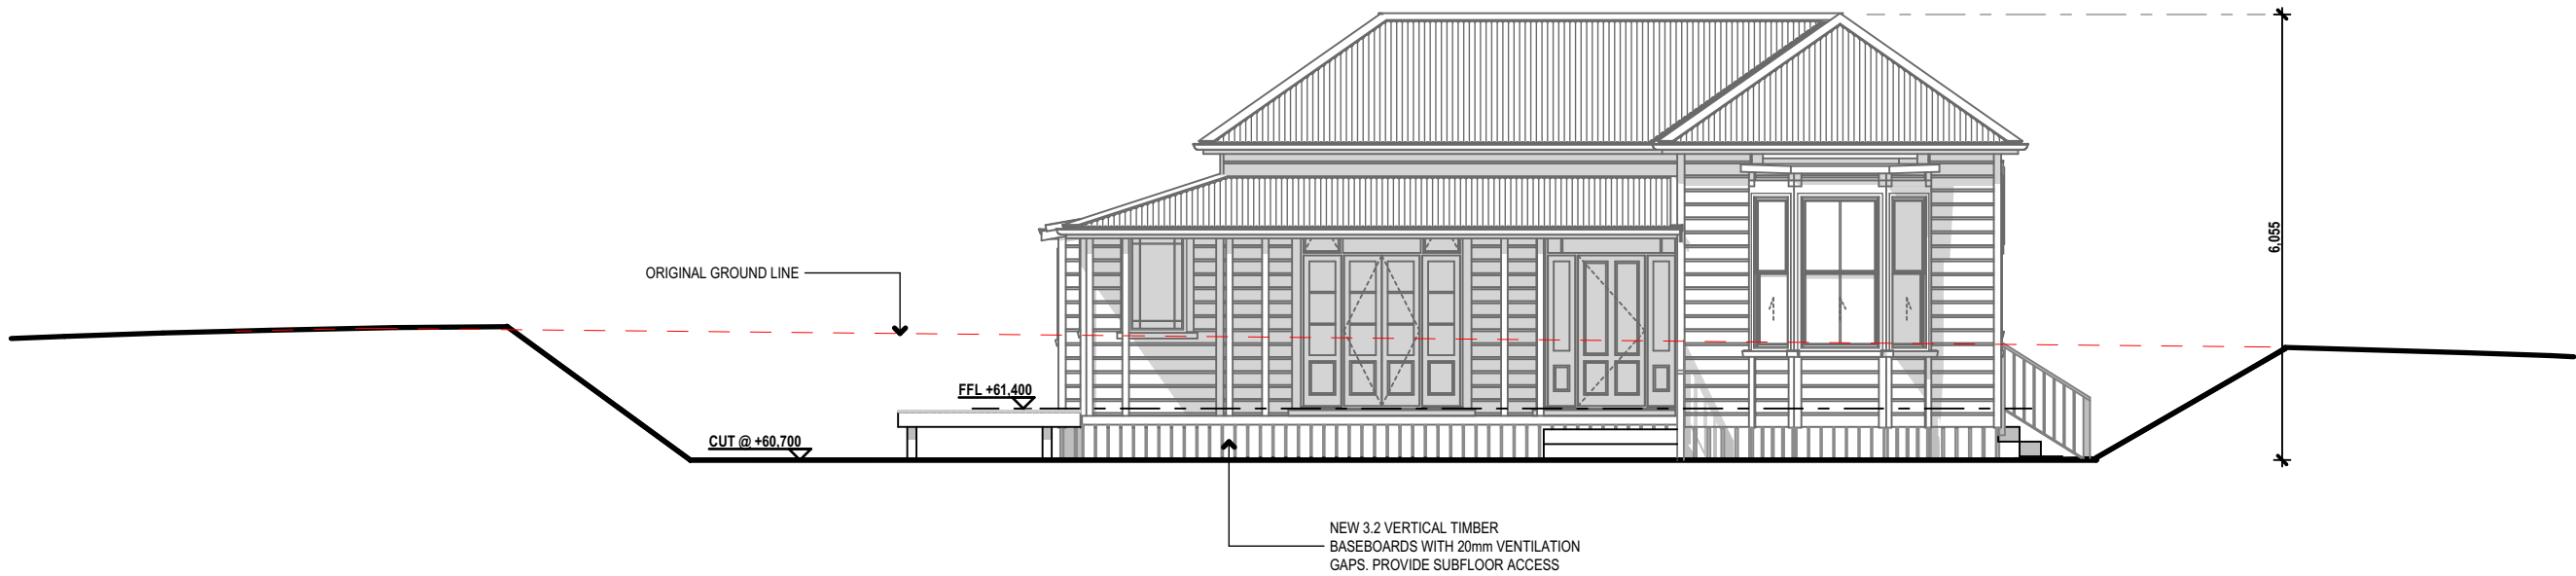 6,055
ORIGINAL GROUND LINE
FFL +61,400
CUT @ +60,700
NEW 3.2 VERTICAL TIMBER
BASEBOARDS WITH 20mm VENTILATION
GAPS. PROVIDE SUBFLOOR ACCESS